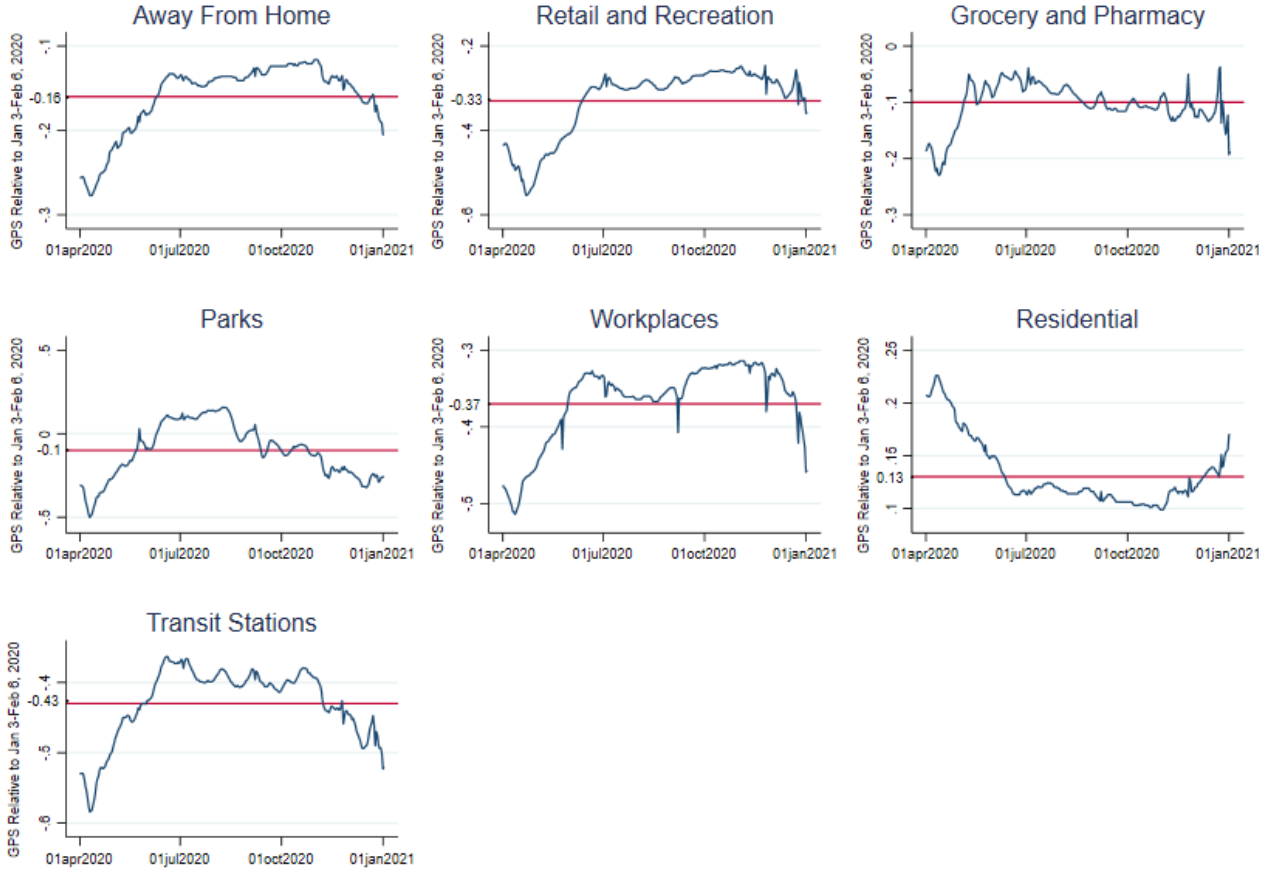 Away From Home
GPS Relative to Jan 3-Feb 6, 2020
-.1
-0.16
-.2
-.3
01apr2020 01jul2020 01oct2020 01jan2021
Retail and Recreation
GPS Relative to Jan 3-Feb 6, 2020
-.2
-0.33
-.4
-.6
01apr2020 01jul2020 01oct2020 01jan2021
Grocery and Pharmacy
GPS Relative to Jan 3-Feb 6, 2020
0
-.1
-.2
-.3
01apr2020 01jul2020 01oct2020 01jan2021
Parks
GPS Relative to Jan 3-Feb 6, 2020
.5
0
-0.1
-.5
01apr2020 01jul2020 01oct2020 01jan2021
Workplaces
GPS Relative to Jan 3-Feb 6, 2020
-.3
-0.37
-.4
-.5
01apr2020 01jul2020 01oct2020 01jan2021
Residential
GPS Relative to Jan 3-Feb 6, 2020
.25
.2
.15
0.13
.1
01apr2020 01jul2020 01oct2020 01jan2021
Transit Stations
GPS Relative to Jan 3-Feb 6, 2020
-.4
-0.43
-.5
-.6
01apr2020 01jul2020 01oct2020 01jan2021